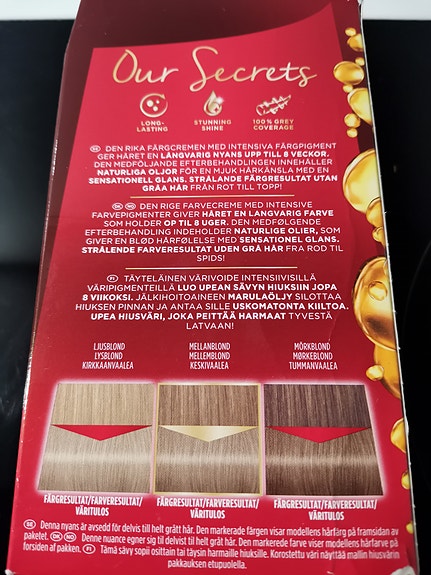 Our Secrets
LONG-
LASTING
STUNNING
SHINE
100% GREY
COVERAGE
SE DEN RIKA FÄRGCREMEN MED INTENSIVA FÄRGPIGMENT
GER HÅRET EN LÅNGVARIG NYANS UPP TILL 8 VECKOR.
DEN MEDFÖLJANDE EFTERBEHANDLINGEN INNEHÅLLER
NATURLIGA OLJOR FÖR EN MJUK HÅRKÄNSLA MED EN
SENSATIONELL GLANS. STRÅLANDE FÄRGRESULTAT UTAN
GRÅA HÅR FRÅN ROT TILL TOPP!
DK NO DEN RIGE FARVECREME MED INTENSIVE
FARVEPIGMENTER GIVER HÅRET EN LANGVARIG FARVE
SOM HOLDER OP TIL 8 UGER. DEN MEDFØLGENDE
EFTERBEHANDLING INDEHOLDER NATURLIGE OLIER, SOM
GIVER EN BLØD HÅRFØLELSE MED SENSATIONEL GLANS.
STRÅLENDE FARVERESULTAT UDEN GRÅ HÅR FRA ROD TIL
SPIDS!
FI TÄYTELÄINEN VÄRIVOIDE INTENSIIVISILLÄ
VÄRIPIGMENTEILLÄ LUO UPEAN SÄVYN HIUKSIIN JOPA
8 VIIKOKSI. JÄLKIHOITOAINEEN MARULAÖLJY SILOTTAA
HIUKSEN PINNAN JA ANTAA SILLE USKOMATONTA KIILTOA.
UPEA HIUSVÄRI, JOKA PEITTÄÄ HARMAAT TYVESTÄ
LATVAAN!
LJUSBLOND
LYSBLOND
KIRKKAANVAALEA
MELLANBLOND
MELLEMBLOND
KESKIVAALEA
MÖRKBLOND
MØRKEBLOND
TUMMANVAALEA
FÄRGRESULTAT/FARVERESULTAT/
VÄRITULOS
FÄRGRESULTAT/FARVERESULTAT/
VÄRITULOS
FÄRGRESULTAT/FARVERESULTAT/
VÄRITULOS
SE Denna nyans är avsedd för delvis till helt grått hår. Den markerade färgen visar modellens hårfärg på framsidan av
paketet. DK NO Denne nuance egner sig til delvist til helt gråt hår. Den markerede farve viser modellens hårfarve på
forsiden af pakken. FI Tämä sävy sopii osittain tai täysin harmaille hiuksille. Korostettu väri näyttää mallin hiusvärin
pakkauksen etupuolella.